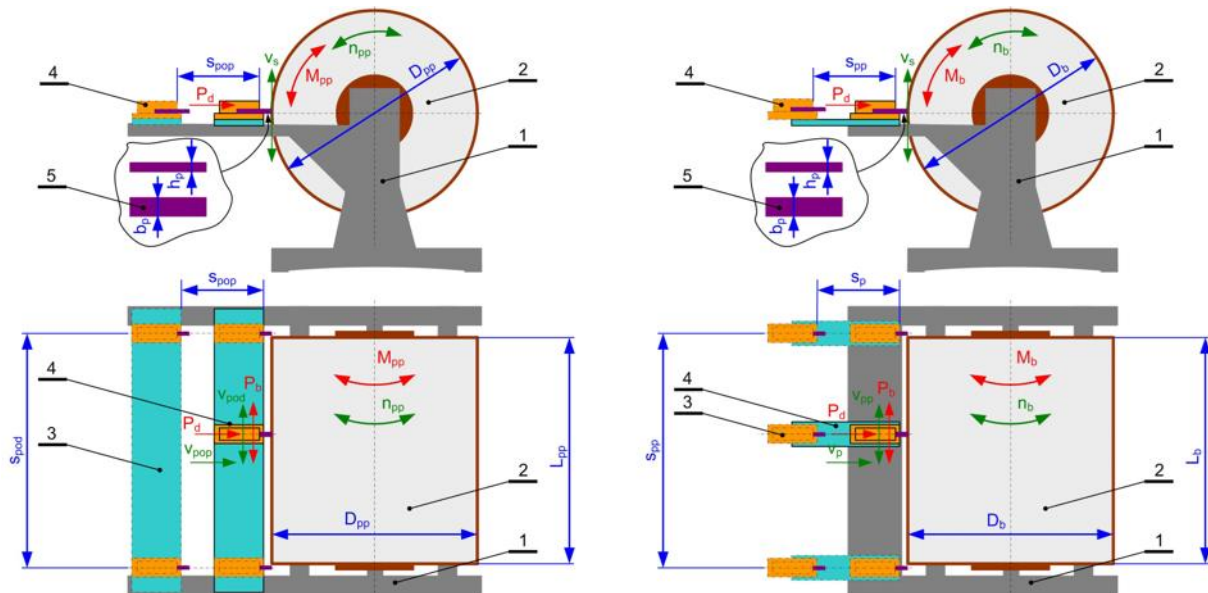 4
s_pop
v_s
n_pp
M_pp
D_pp
2
P_d
1
5
h_p
b_p
4
s_pp
v_s
n_b
M_b
D_b
2
P_d
1
5
h_p
b_p
s_pop
4
3
s_pod
v_pod
P_b
P_d
v_pop
M_pp
n_pp
L_pp
2
D_pp
1
s_p
4
3
s_pp
P_d
v_pp
P_b
v_p
M_b
n_b
L_b
2
D_b
1